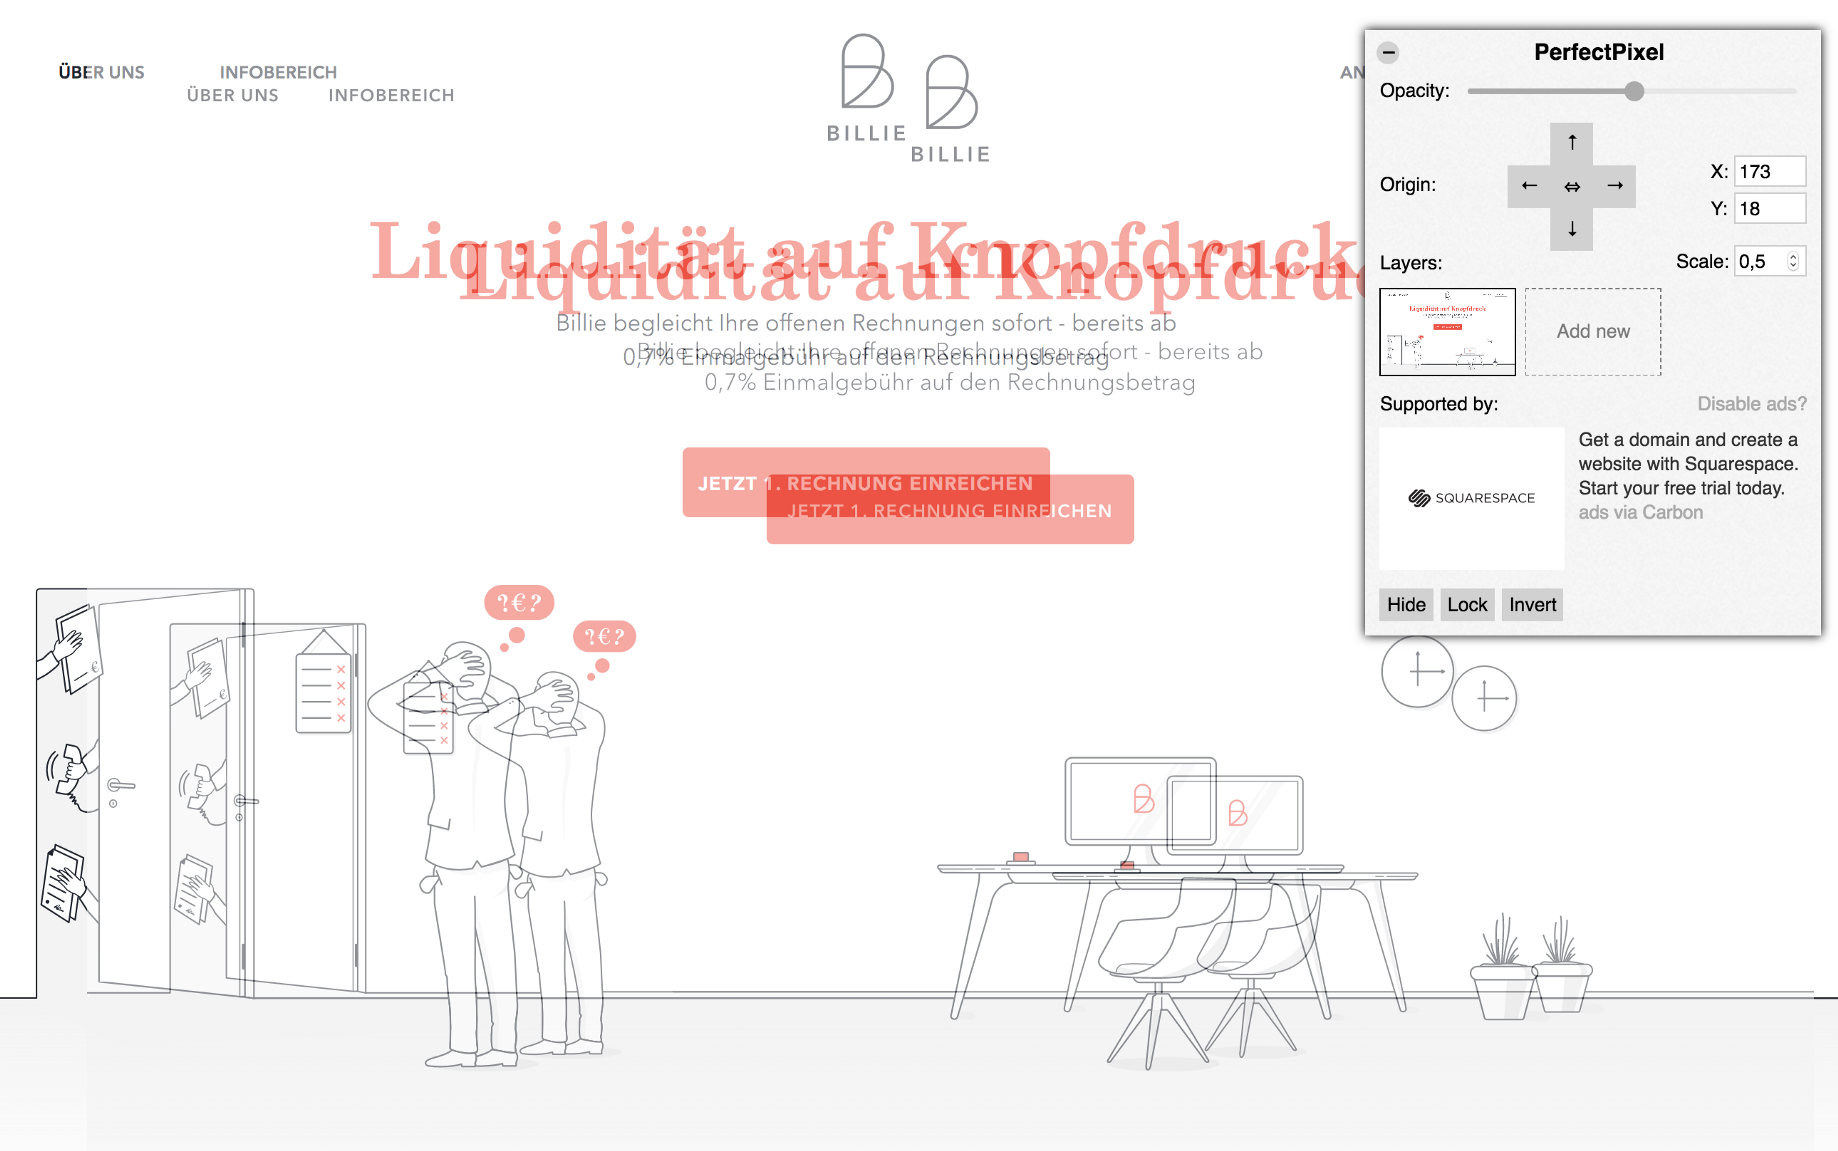 ÜBER UNS INFOBEREICH
ÜBER UNS INFOBEREICH
BILLIE
BILLIE
AN
Liquidität auf Knopfdruck
Liquidität auf Knopfdruc
Billie begleicht Ihre offenen Rechnungen sofort - bereits ab
0,7% Einmalgebühr auf den Rechnungsbetrag
Billie begleicht Ihre offenen Rechnungen sofort - bereits ab
0,7% Einmalgebühr auf den Rechnungsbetrag
JETZT 1. RECHNUNG EINREICHEN
JETZT 1. RECHNUNG EINREICHEN
?€?
?€?
PerfectPixel
Opacity:
Origin:
X: 173
Y: 18
Layers:
Scale: 0,5
Liquidität auf Knopfdruck
Add new
Supported by:
Disable ads?
SQUARESPACE
Get a domain and create a
website with Squarespace.
Start your free trial today.
ads via Carbon
Hide Lock Invert